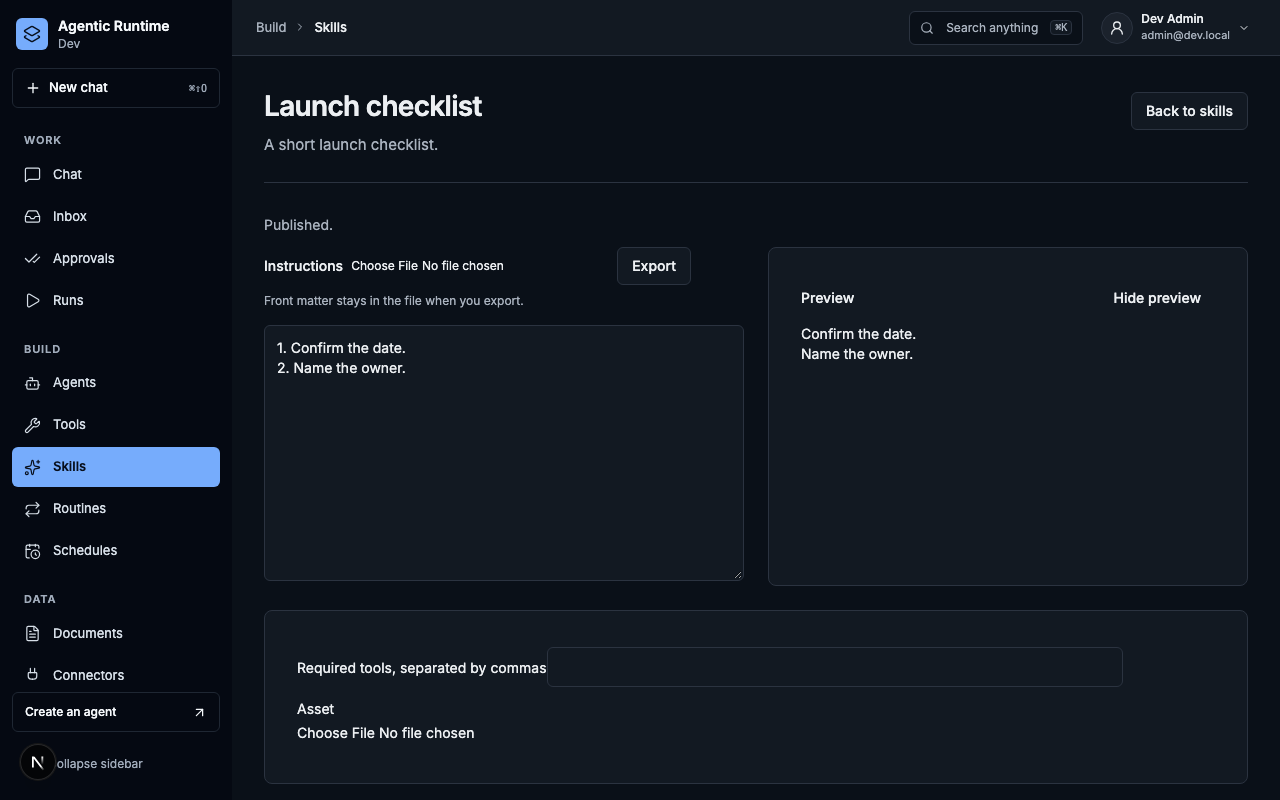 Agentic Runtime
Dev
New chat ⌘⇧O
WORK
Chat
Inbox
Approvals
Runs
BUILD
Agents
Tools
Skills
Routines
Schedules
DATA
Documents
Connectors
Create an agent
N
ollapse sidebar
Build > Skills
Search anything ⌘K
Dev Admin
admin@dev.local
Launch checklist
Back to skills
A short launch checklist.
Published.
Instructions Choose File No file chosen Export
Front matter stays in the file when you export.
1. Confirm the date.
2. Name the owner.
Preview Hide preview
Confirm the date.
Name the owner.
Required tools, separated by commas
Asset
Choose File No file chosen